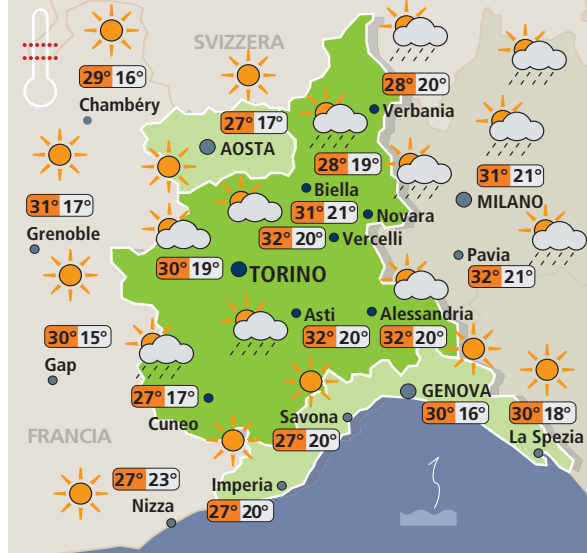 SVIZZERA
29° 16°
Chambéry
28° 20°
Verbania
27° 17°
AOSTA
28° 19°
Biella
31° 21°
MILANO
31° 17°
Grenoble
31° 21°
Novara
32° 20°
Vercelli
Pavia
32° 21°
30° 19°
TORINO
Asti
32° 20°
Alessandria
32° 20°
30° 15°
Gap
27° 17°
Cuneo
GENOVA
30° 16°
Savona
27° 20°
30° 18°
La Spezia
FRANCIA
27° 23°
Nizza
Imperia
27° 20°